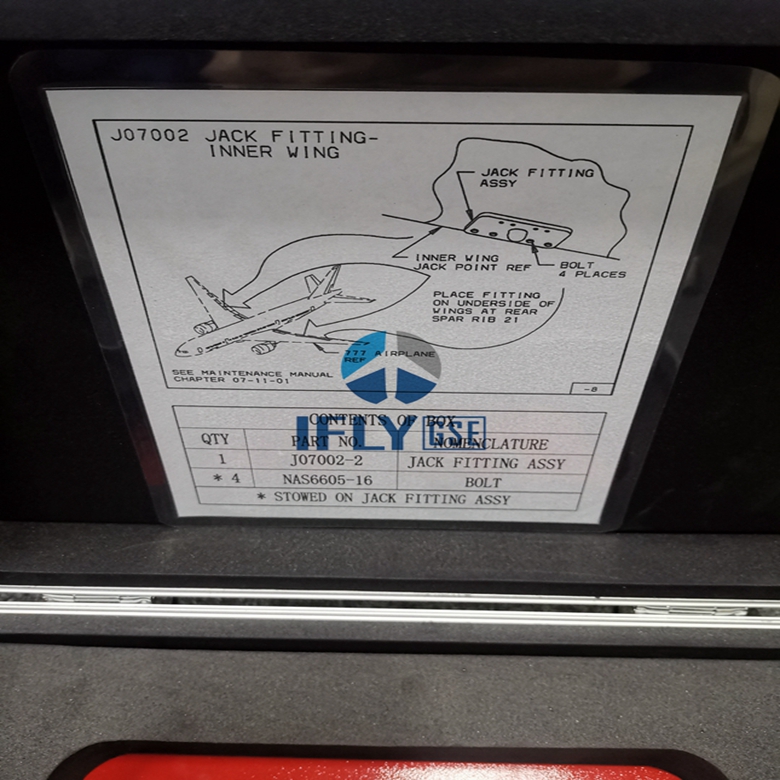 J07002 JACK FITTING-
INNER WING
JACK FITTING
ASSY
INNER WING
JACK POINT REF
BOLT
4 PLACES
PLACE FITTING
ON UNDERSIDE OF
WINGS AT REAR
SPAR RIB 21
777 AIRPLANE
REF
SEE MAINTENANCE MANUAL
CHAPTER 07-11-01
-8
CONTENTS OF BOX
IFLY GSE
QTY PART NO. NOMENCLATURE
1 J07002-2 JACK FITTING ASSY
* 4 NAS6605-16 BOLT
* STOWED ON JACK FITTING ASSY